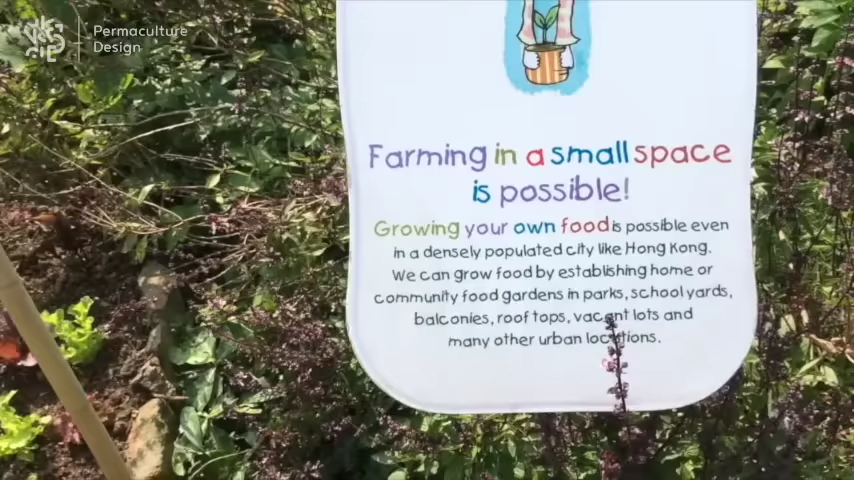 Permaculture
Design
Farming in a small space
is possible!
Growing your own food is possible even
in a densely populated city like Hong Kong.
We can grow food by establishing home or
community food gardens in parks, school yards,
balconies, roof tops, vacant lots and
many other urban locations.